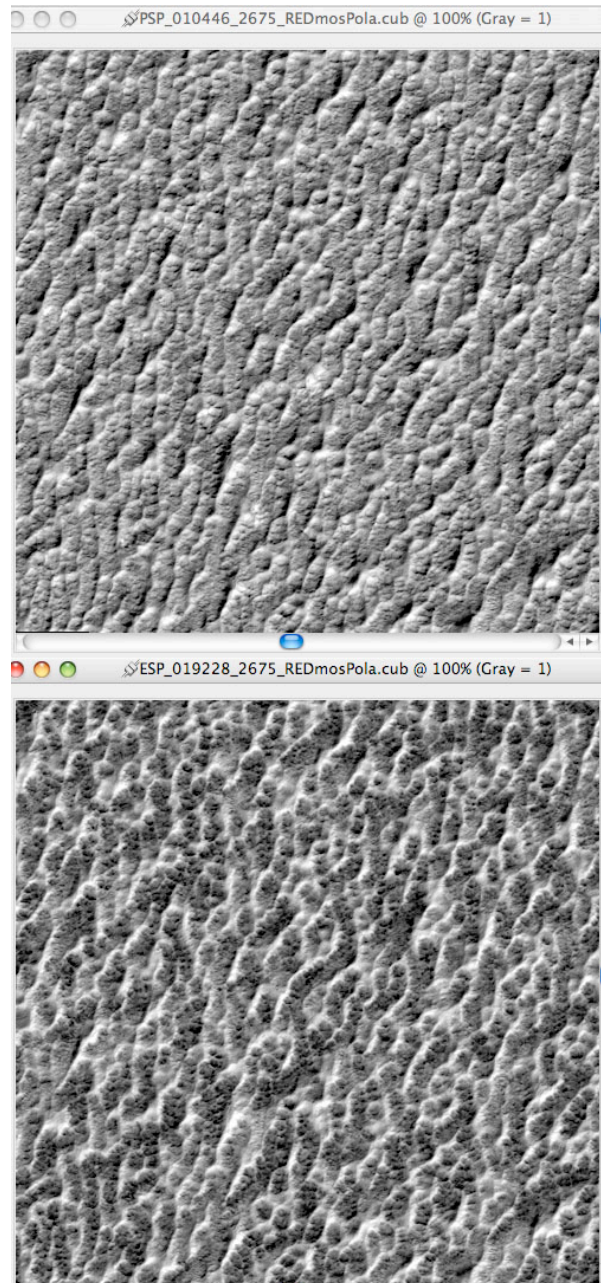 PSP_010446_2675_REDmosPola.cub @ 100% (Gray = 1)
ESP_019228_2675_REDmosPola.cub @ 100% (Gray = 1)